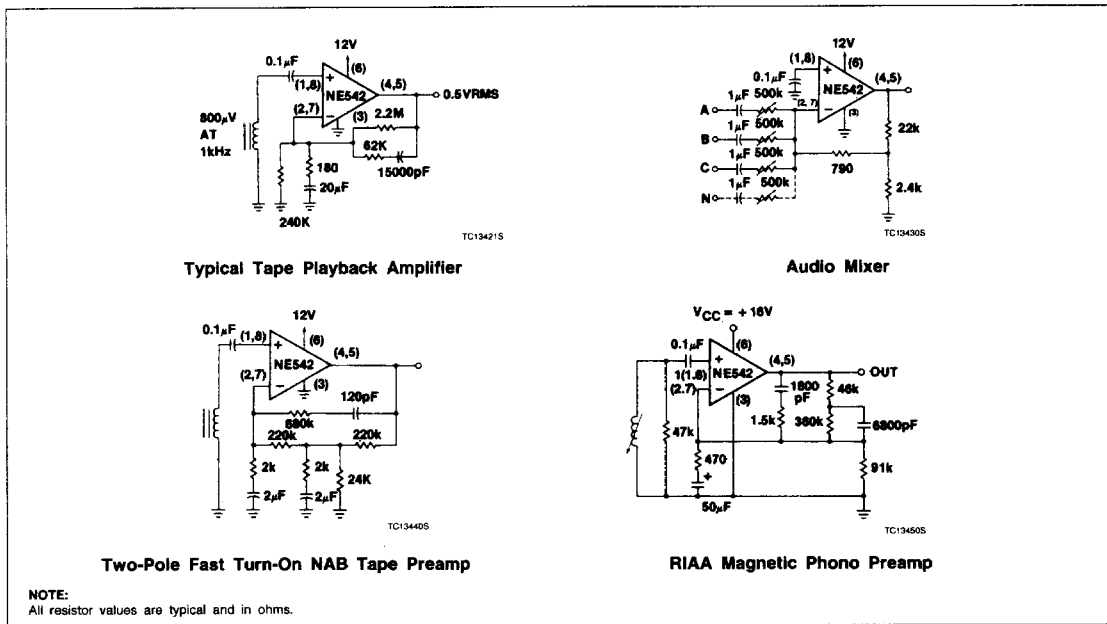 12V
0.1µF
(6)
(1,8)
+
NE542
(4,5)
0.5VRMS
(2,7)
−
(3)
2.2M
800µV
AT
1kHz
62K
180
15000pF
20µF
240K
TC13421S
Typical Tape Playback Amplifier
12V
(1,8)
(6)
0.1µF
+
NE542
(4,5)
1µF 500k
(2, 7)
−
(3)
A
1µF 500k
22k
B
1µF 500k
C
790
1µF 500k
2.4k
N
TC13430S
Audio Mixer
12V
0.1µF
(1,8)
(6)
+
NE542
(4,5)
(2,7)
−
(3)
120pF
680k
220k
220k
2k
2k
24K
2µF
2µF
TC13440S
Two-Pole Fast Turn-On NAB Tape Preamp
VCC = + 16V
0.1µF
(6)
+
(4,5)
1(1.8)
NE542
OUT
(2.7)
−
1800
pF
46k
(3)
1.5k
360k
6800pF
47k
470
+
91k
50µF
TC13450S
RIAA Magnetic Phono Preamp
NOTE:
All resistor values are typical and in ohms.